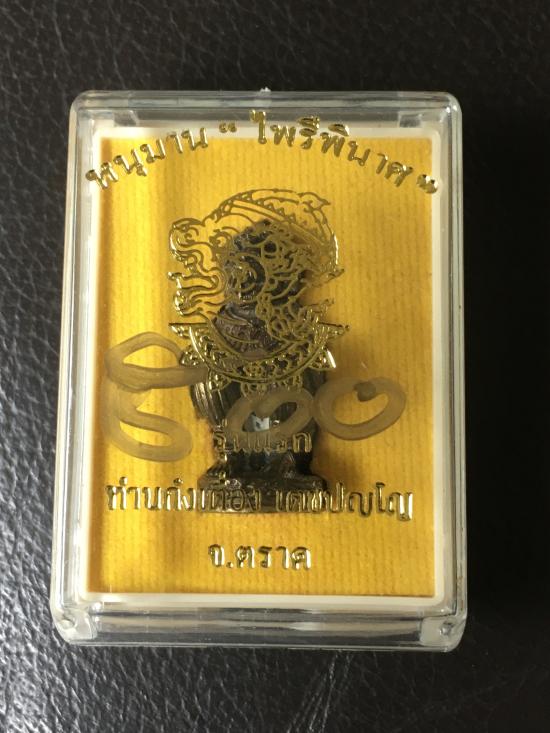 หนุมาน “ไพรีพินาศ”
๖๐๐
รุ่นแรก
ท่านก๋งเตื่อง เตชปญฺโญ
จ.ตราด